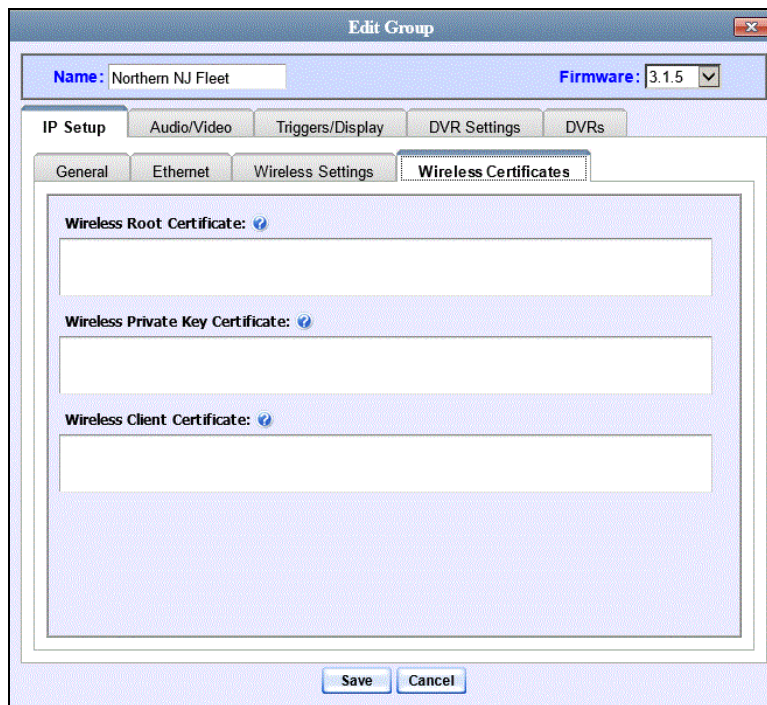 Edit Group
Name: Northern NJ Fleet Firmware: 3.1.5
IP Setup Audio/Video Triggers/Display DVR Settings DVRs
General Ethernet Wireless Settings Wireless Certificates
Wireless Root Certificate: ?
Wireless Private Key Certificate: ?
Wireless Client Certificate: ?
Save Cancel